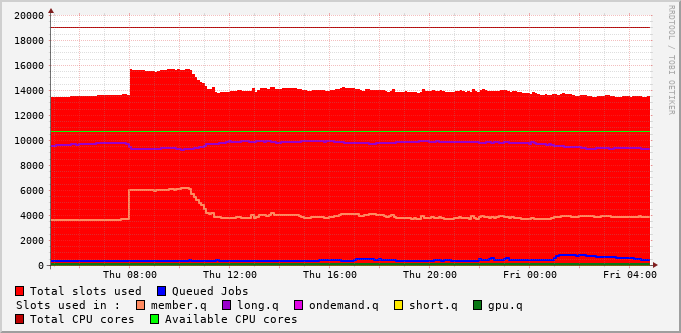 20000
18000
16000
14000
12000
10000
8000
6000
4000
2000
0
Thu 08:00 Thu 12:00 Thu 16:00 Thu 20:00 Fri 00:00 Fri 04:00
RRDTOOL / TOBI OETIKER
Total slots used Queued Jobs
Slots used in : member.q long.q ondemand.q short.q gpu.q
Total CPU cores Available CPU cores